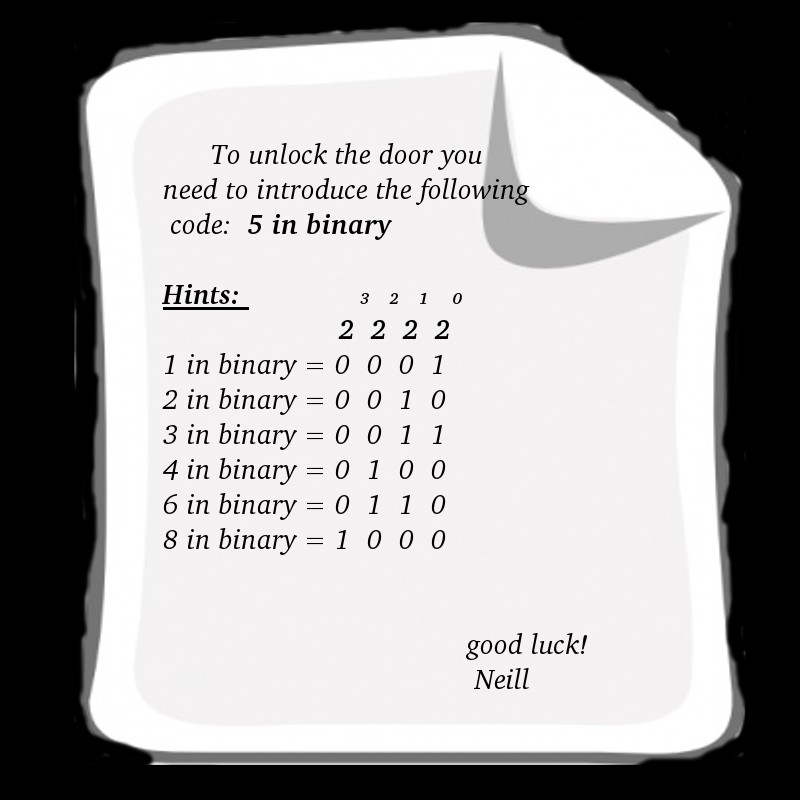 To unlock the door you
need to introduce the following
code: 5 in binary
Hints: 3 2 1 0
2 2 2 2
1 in binary = 0 0 0 1
2 in binary = 0 0 1 0
3 in binary = 0 0 1 1
4 in binary = 0 1 0 0
6 in binary = 0 1 1 0
8 in binary = 1 0 0 0
good luck!
Neill